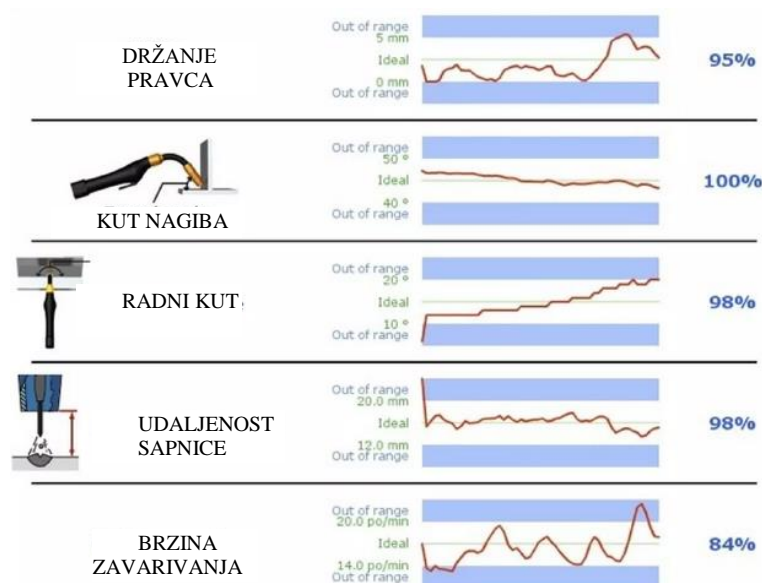 DRŽANJE
PRAVCA
Out of range
5 mm
Ideal
0 mm
Out of range
95%
KUT NAGIBA
Out of range
50 °
Ideal
40 °
Out of range
100%
RADNI KUT
Out of range
20 °
Ideal
10 °
Out of range
98%
UDALJENOST
SAPNICE
Out of range
20.0 mm
Ideal
12.0 mm
Out of range
98%
BRZINA
ZAVARIVANJA
Out of range
20.0 po/min
Ideal
14.0 po/min
Out of range
84%